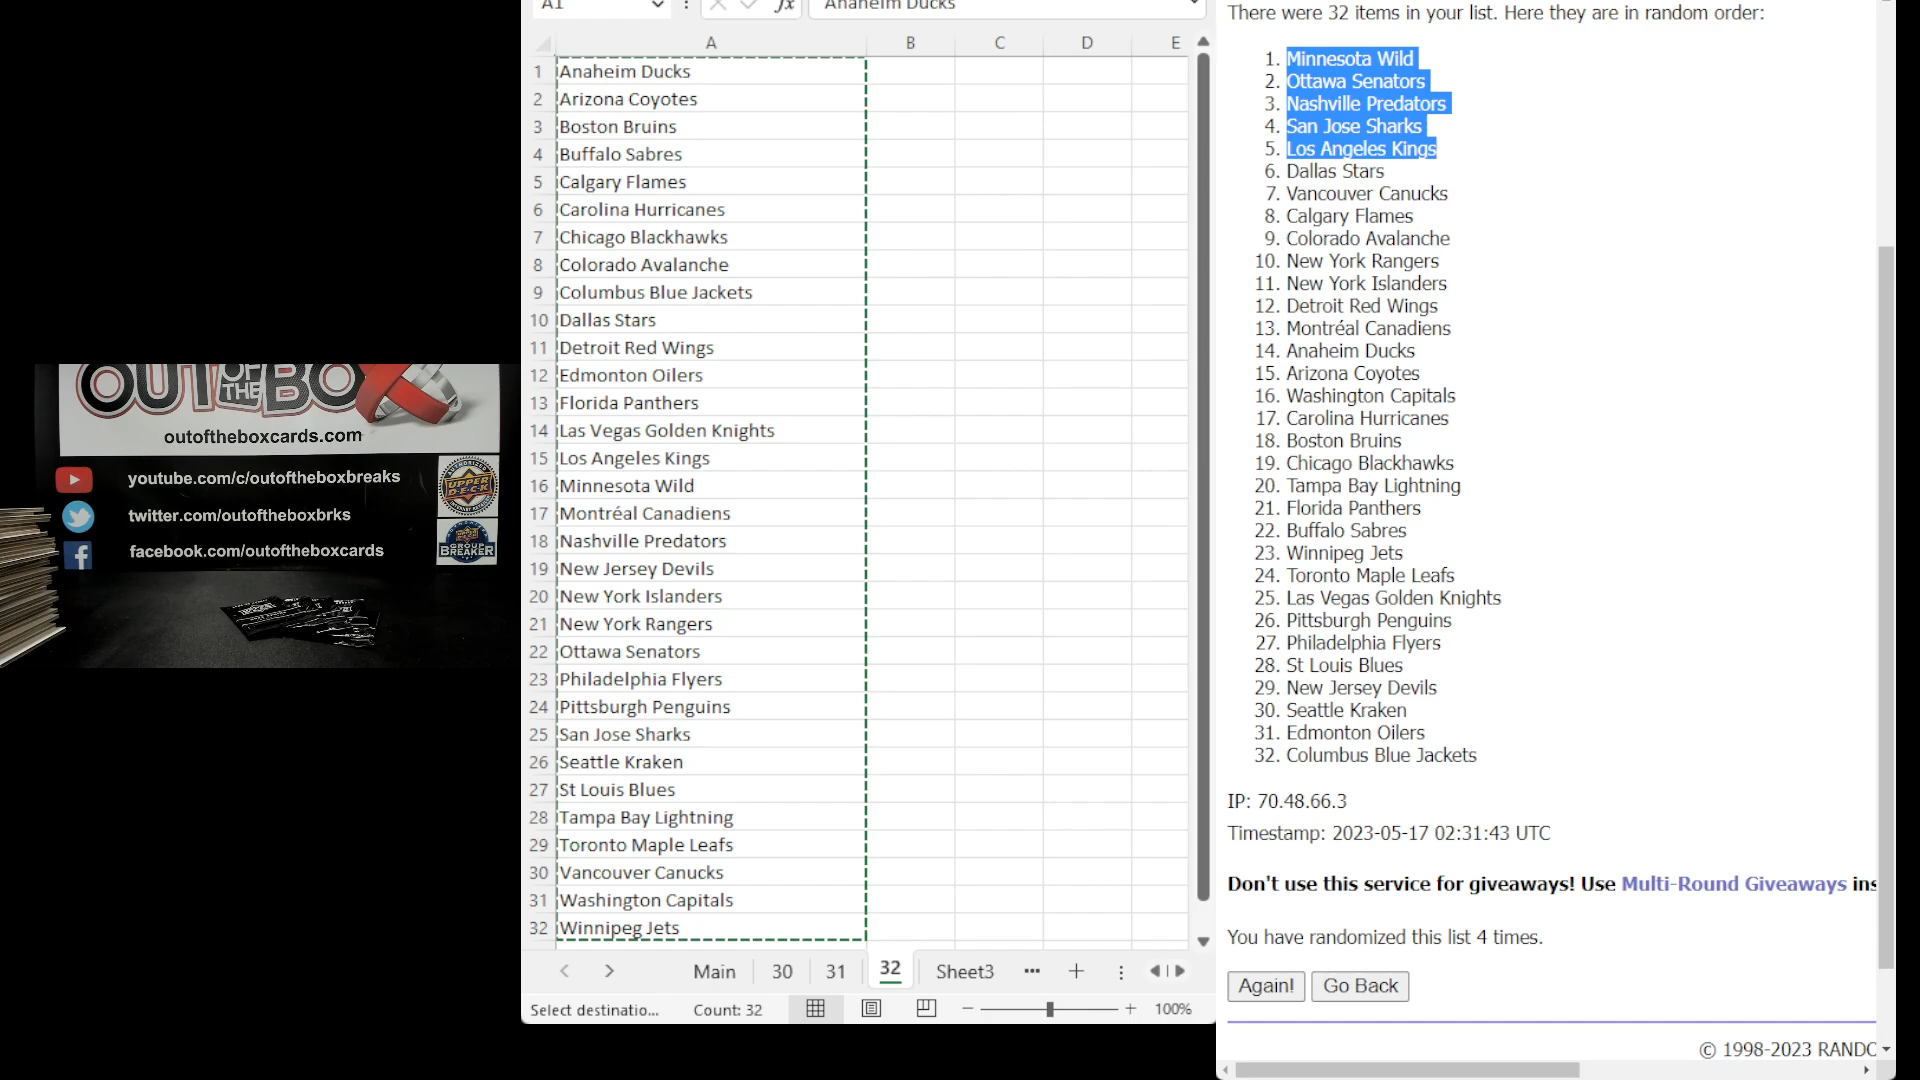 OUT OF THE BO
outoftheboxcards.com
youtube.com/c/outoftheboxbreaks
twitter.com/outoftheboxbrks
facebook.com/outoftheboxcards
UPPER DECK
GROUP BREAKER
A1
fx
Anaheim Ducks
A B C D E
1 Anaheim Ducks
2 Arizona Coyotes
3 Boston Bruins
4 Buffalo Sabres
5 Calgary Flames
6 Carolina Hurricanes
7 Chicago Blackhawks
8 Colorado Avalanche
9 Columbus Blue Jackets
10 Dallas Stars
11 Detroit Red Wings
12 Edmonton Oilers
13 Florida Panthers
14 Las Vegas Golden Knights
15 Los Angeles Kings
16 Minnesota Wild
17 Montréal Canadiens
18 Nashville Predators
19 New Jersey Devils
20 New York Islanders
21 New York Rangers
22 Ottawa Senators
23 Philadelphia Flyers
24 Pittsburgh Penguins
25 San Jose Sharks
26 Seattle Kraken
27 St Louis Blues
28 Tampa Bay Lightning
29 Toronto Maple Leafs
30 Vancouver Canucks
31 Washington Capitals
32 Winnipeg Jets
Main 30 31 32 Sheet3 ...
Select destinatio... Count: 32 100%
There were 32 items in your list. Here they are in random order:
1. Minnesota Wild
2. Ottawa Senators
3. Nashville Predators
4. San Jose Sharks
5. Los Angeles Kings
6. Dallas Stars
7. Vancouver Canucks
8. Calgary Flames
9. Colorado Avalanche
10. New York Rangers
11. New York Islanders
12. Detroit Red Wings
13. Montréal Canadiens
14. Anaheim Ducks
15. Arizona Coyotes
16. Washington Capitals
17. Carolina Hurricanes
18. Boston Bruins
19. Chicago Blackhawks
20. Tampa Bay Lightning
21. Florida Panthers
22. Buffalo Sabres
23. Winnipeg Jets
24. Toronto Maple Leafs
25. Las Vegas Golden Knights
26. Pittsburgh Penguins
27. Philadelphia Flyers
28. St Louis Blues
29. New Jersey Devils
30. Seattle Kraken
31. Edmonton Oilers
32. Columbus Blue Jackets
IP: 70.48.66.3
Timestamp: 2023-05-17 02:31:43 UTC
Don't use this service for giveaways! Use Multi-Round Giveaways ins
You have randomized this list 4 times.
Again! Go Back
© 1998-2023 RANDO